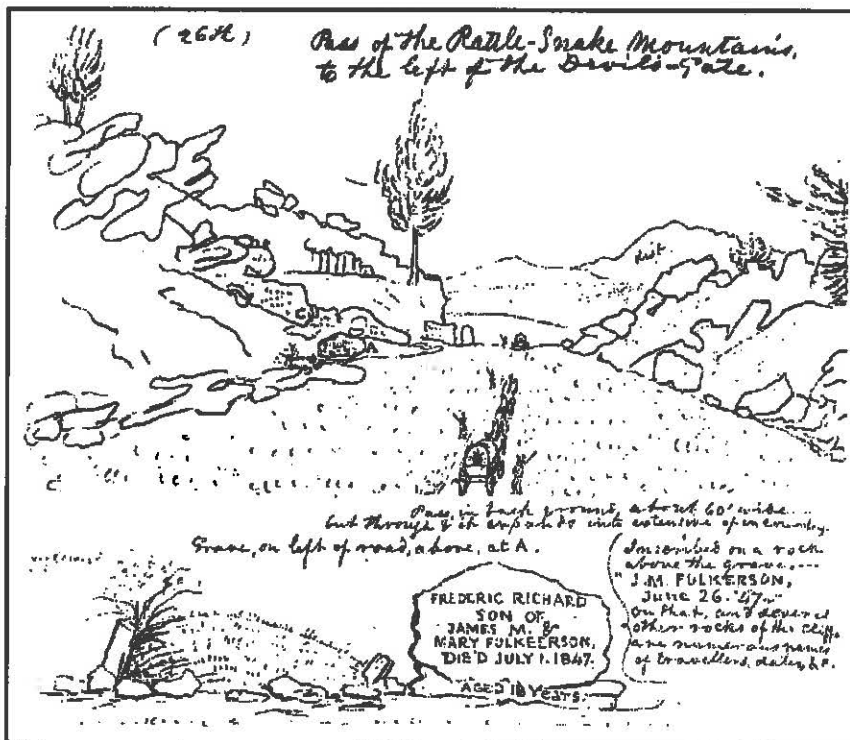 (26th)
Pass of the Rattle-Snake Mountains,
to the left of the Devils-Gate.
dist.
C
A
C
Pass, in back ground, about 60' wide...
but through it expands into extensive open country.
Grave, on left of road, above, at A.
Inscribed on a rock
above the grave.---
"J.M. FULKERSON,
June 26. '47."
On that, and several
other rocks of the cliffs
are numerous names
of travellers, dates, &c.
FREDERIC RICHARD
SON OF
JAMES M. &
MARY FULKEERSON,
DIE'D JULY 1. 1847.
AGED 18 YEARS.